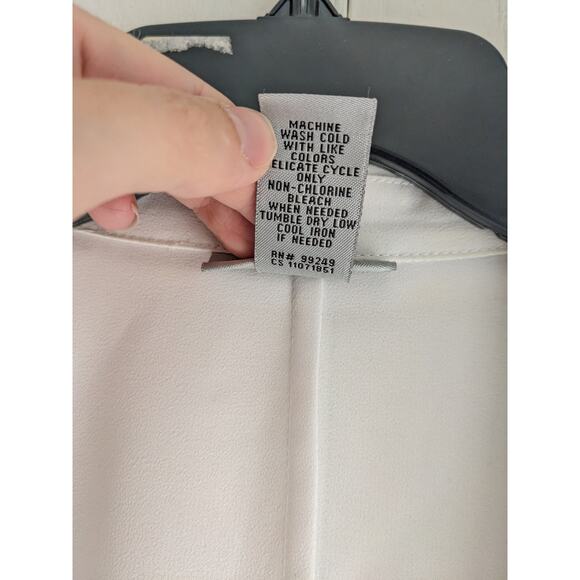 MACHINE
WASH COLD
WITH LIKE
COLORS
ELICATE CYCLE
ONLY
NON-CHLORINE
BLEACH
WHEN NEEDED
TUMBLE DRY LOW
COOL IRON
IF NEEDED
RN# 99249
CS 11071851